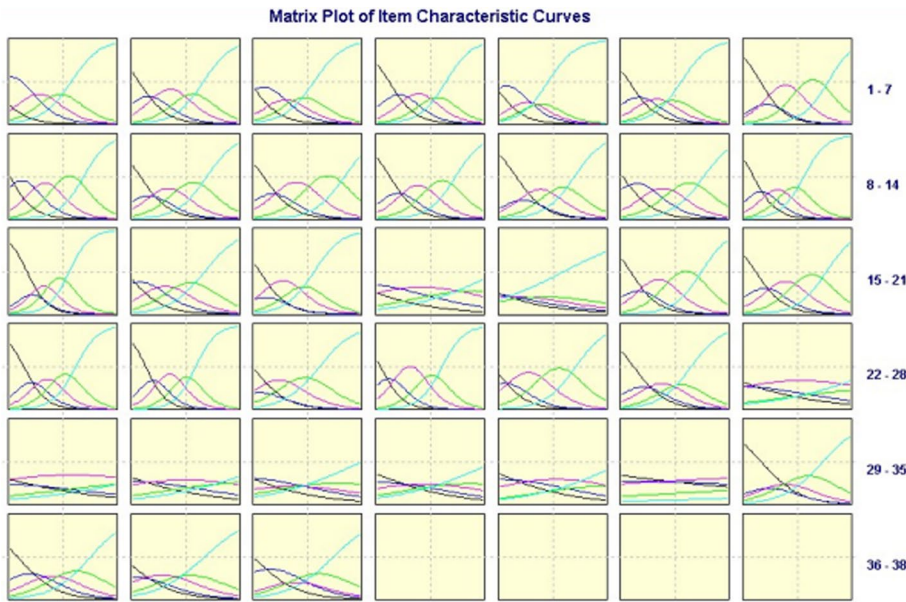 Matrix Plot of Item Characteristic Curves
1 - 7
8 - 14
15 - 21
22 - 28
29 - 35
36 - 38